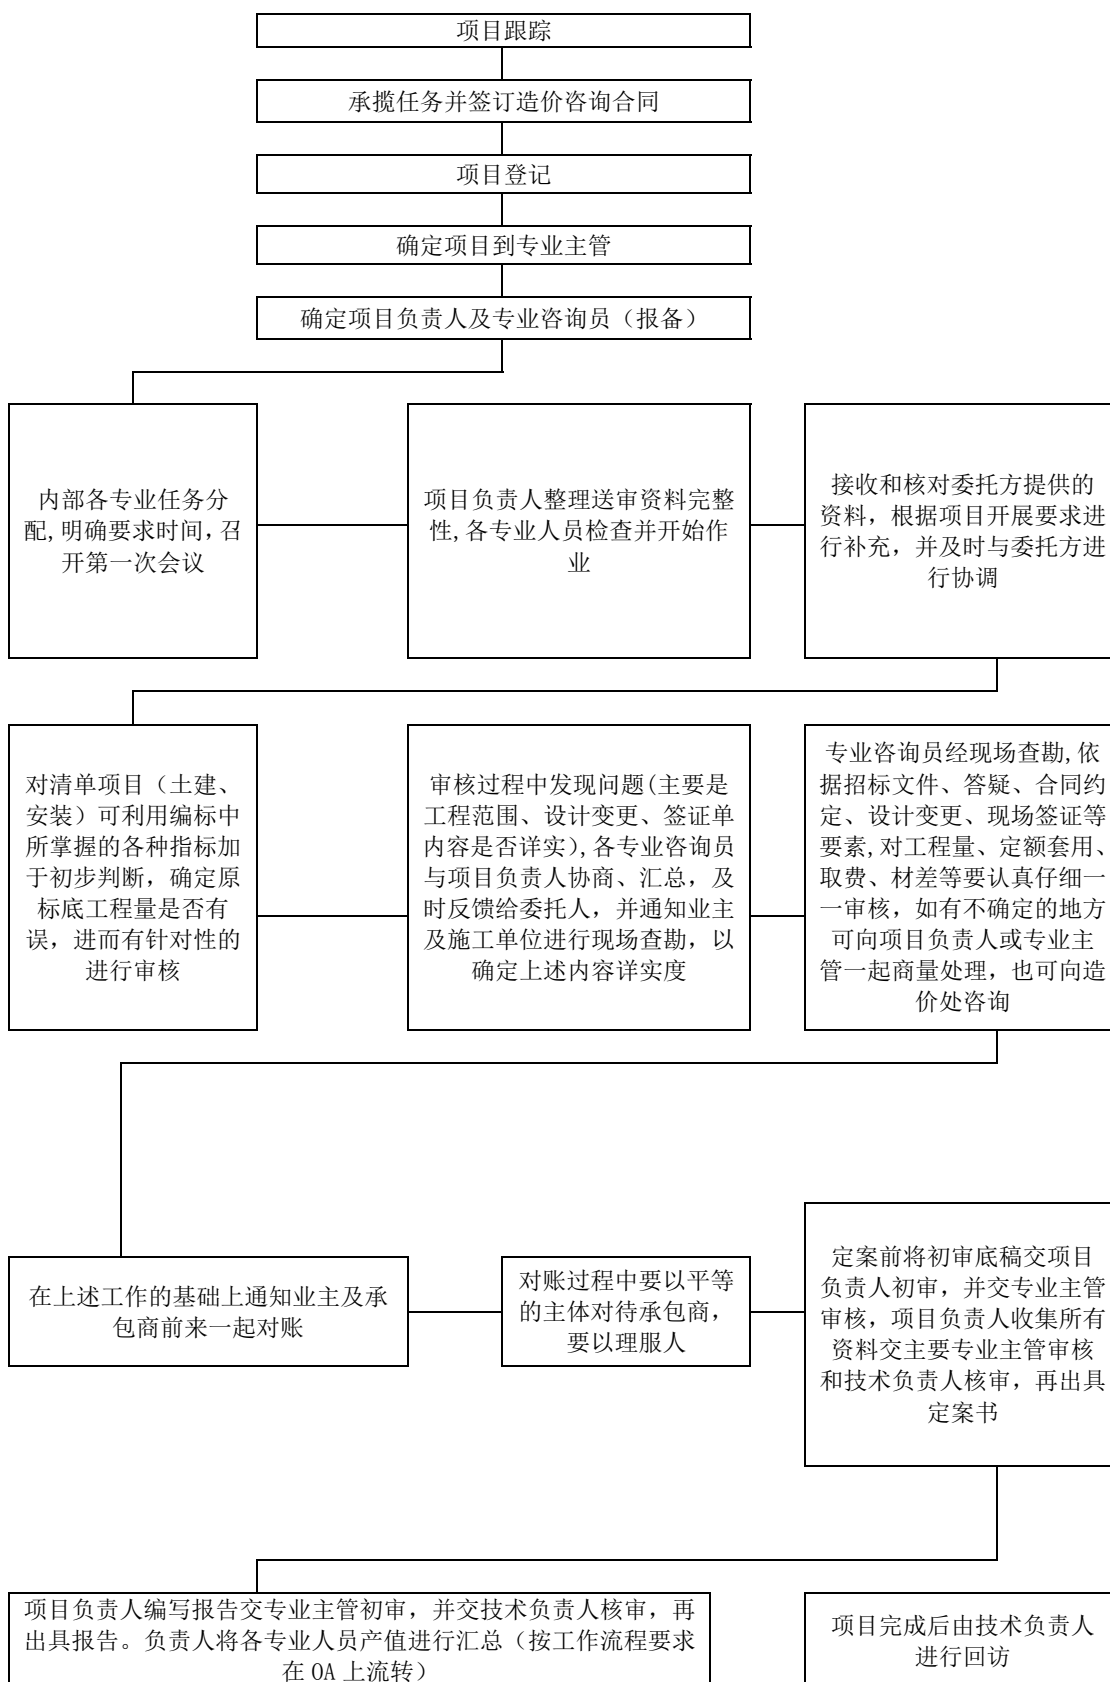 项目跟踪
承揽任务并签订造价咨询合同
项目登记
确定项目到专业主管
确定项目负责人及专业咨询员（报备）
内部各专业任务分
配,明确要求时间,召
开第一次会议
项目负责人整理送审资料完整
性,各专业人员检查并开始作
业
接收和核对委托方提供的
资料，根据项目开展要求进
行补充，并及时与委托方进
行协调
对清单项目（土建、
安装）可利用编标中
所掌握的各种指标加
于初步判断，确定原
标底工程量是否有
误，进而有针对性的
进行审核
审核过程中发现问题(主要是
工程范围、设计变更、签证单
内容是否详实),各专业咨询员
与项目负责人协商、汇总，及
时反馈给委托人，并通知业主
及施工单位进行现场查勘，以
确定上述内容详实度
专业咨询员经现场查勘,依
据招标文件、答疑、合同约
定、设计变更、现场签证等
要素,对工程量、定额套用、
取费、材差等要认真仔细一
一审核，如有不确定的地方
可向项目负责人或专业主
管一起商量处理，也可向造
价处咨询
在上述工作的基础上通知业主及承
包商前来一起对账
对账过程中要以平等
的主体对待承包商，
要以理服人
定案前将初审底稿交项目
负责人初审，并交专业主管
审核，项目负责人收集所有
资料交主要专业主管审核
和技术负责人核审，再出具
定案书
项目负责人编写报告交专业主管初审，并交技术负责人核审，再
出具报告。负责人将各专业人员产值进行汇总（按工作流程要求
在 OA 上流转）
项目完成后由技术负责人
进行回访